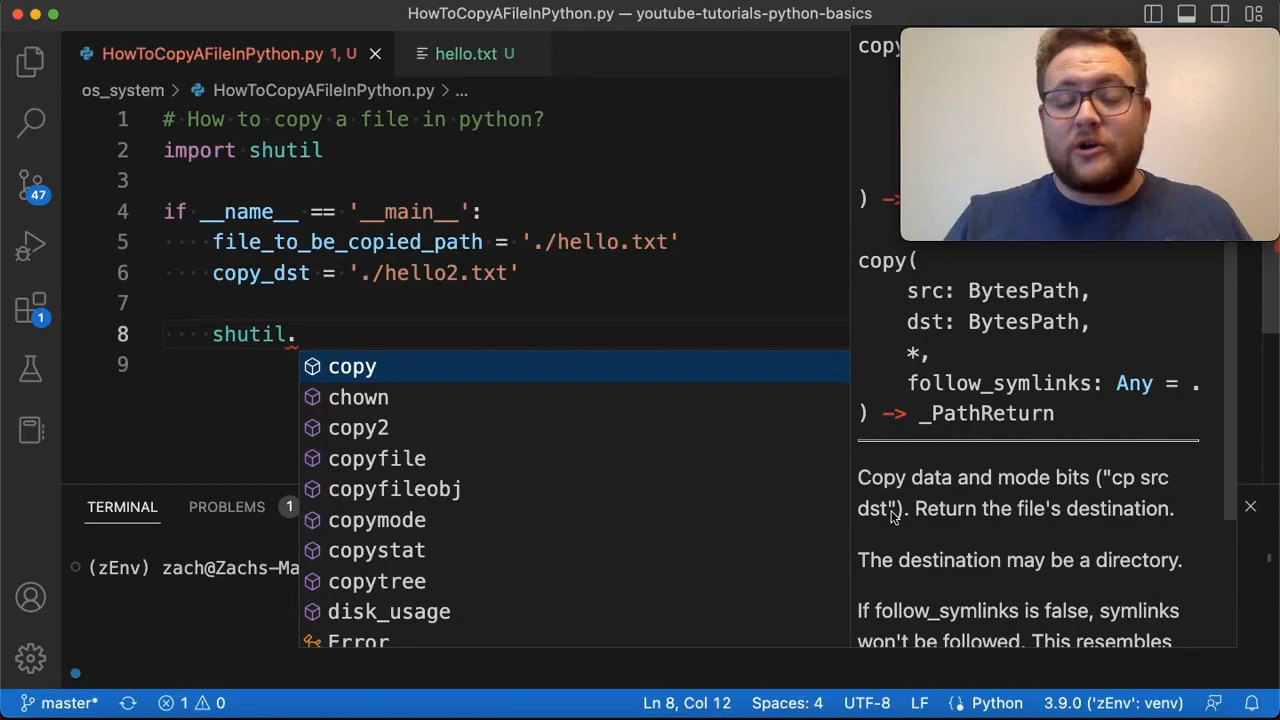 HowToCopyAFileInPython.py — youtube-tutorials-python-basics
HowToCopyAFileInPython.py 1, U
hello.txt U
os_system > HowToCopyAFileInPython.py > ...
1 # How to copy a file in python?
2 import shutil
3
4 if __name__ == '__main__':
5 file_to_be_copied_path = './hello.txt'
6 copy_dst = './hello2.txt'
7
8 shutil.
9
copy
chown
copy2
copyfile
copyfileobj
copymode
copystat
copytree
disk_usage
Error
copy
) ->
copy(
src: BytesPath,
dst: BytesPath,
*,
follow_symlinks: Any = .
) -> _PathReturn
Copy data and mode bits ("cp src
dst"). Return the file's destination.
The destination may be a directory.
If follow_symlinks is false, symlinks
won't be followed. This resembles
47
1
TERMINAL
PROBLEMS 1
(zEnv) zach@Zachs-Ma
master*
1
0
Ln 8, Col 12
Spaces: 4
UTF-8
LF
Python
3.9.0 ('zEnv': venv)